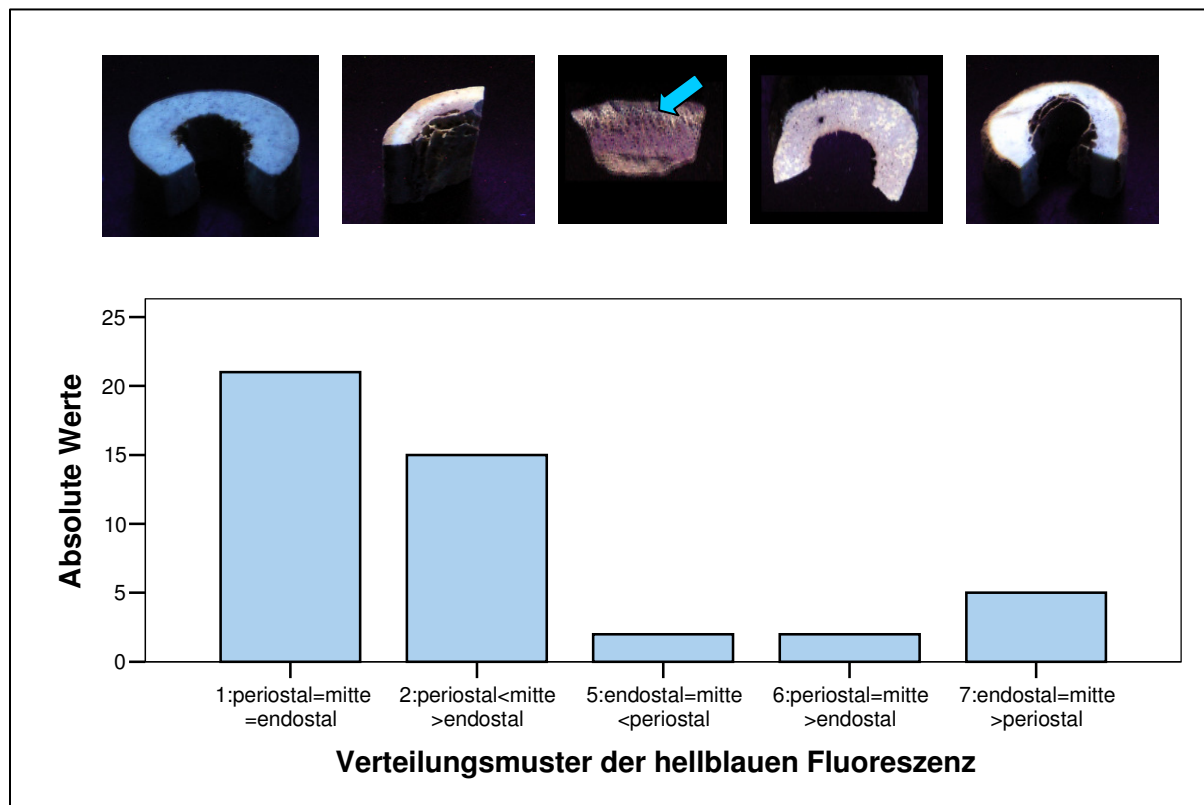 25
20
15
10
5
0
Absolute Werte
1:periostal=mitte
=endostal
2:periostal<mitte
>endostal
5:endostal=mitte
<periostal
6:periostal=mitte
>endostal
7:endostal=mitte
>periostal
Verteilungsmuster der hellblauen Fluoreszenz